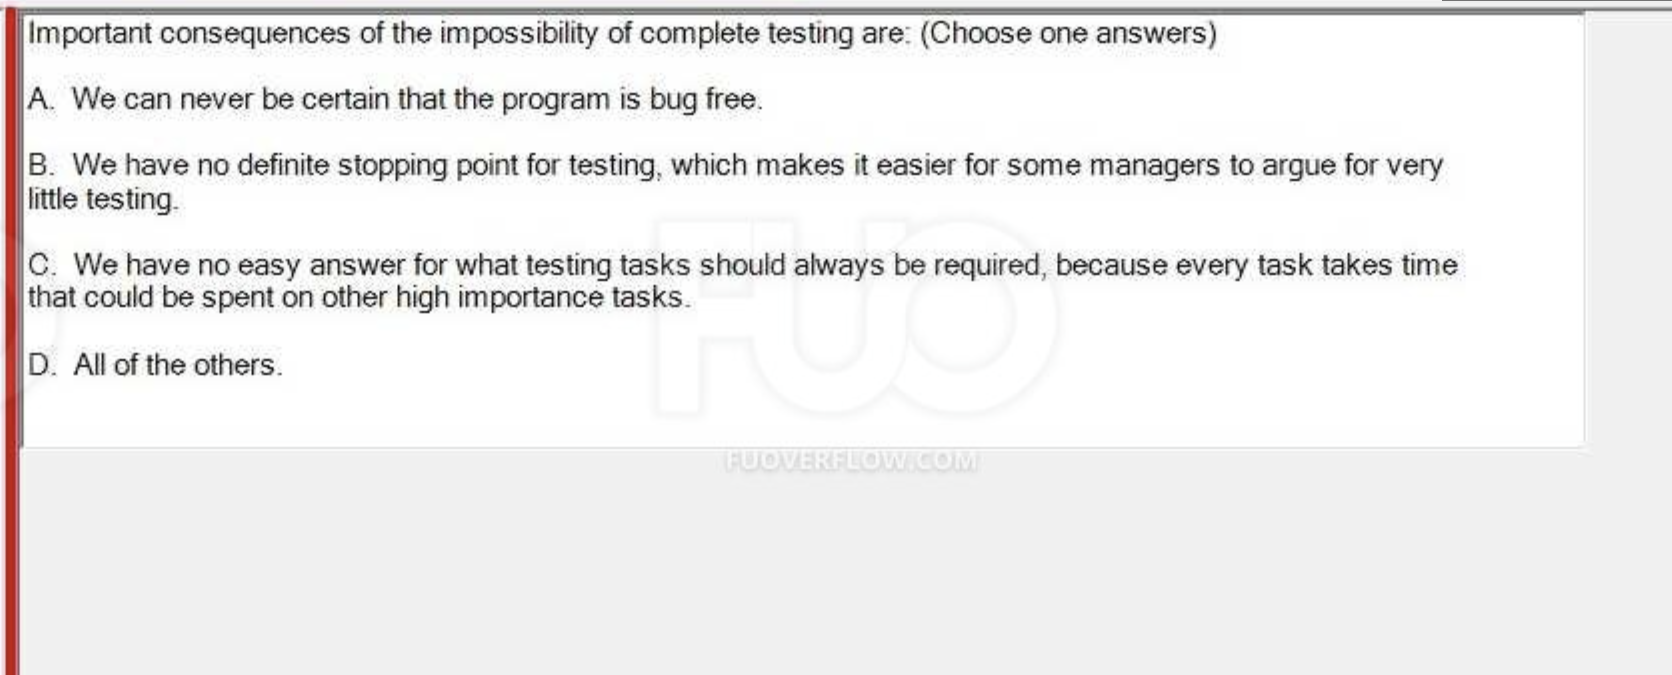 Important consequences of the impossibility of complete testing are: (Choose one answers)
A. We can never be certain that the program is bug free.
B. We have no definite stopping point for testing, which makes it easier for some managers to argue for very
little testing.
C. We have no easy answer for what testing tasks should always be required, because every task takes time
that could be spent on other high importance tasks.
D. All of the others.
FUO
FUOVERFLOW.COM